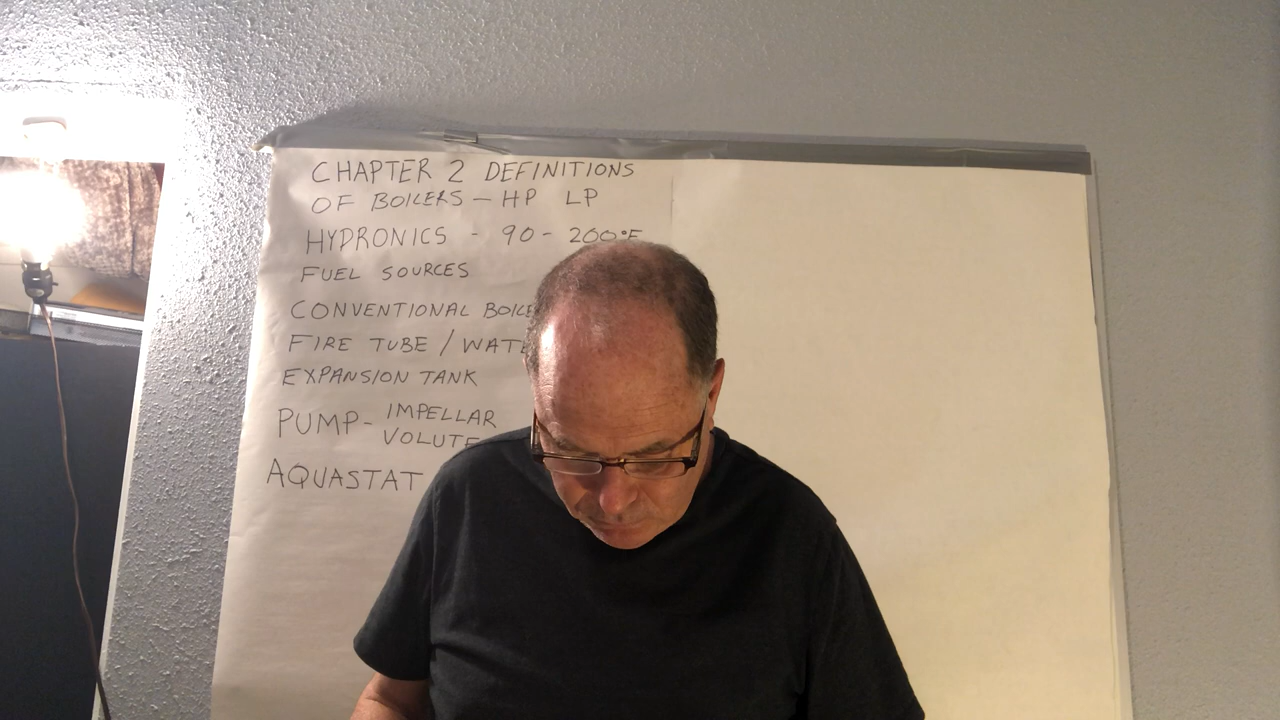 CHAPTER 2 DEFINITIONS
OF BOILERS – HP LP
HYDRONICS - 90 - 200°F
FUEL SOURCES
CONVENTIONAL
FIRE TUBE /
EXPANSION TANK
PUMP - IMPELLAR
VOLUTE
AQUASTAT